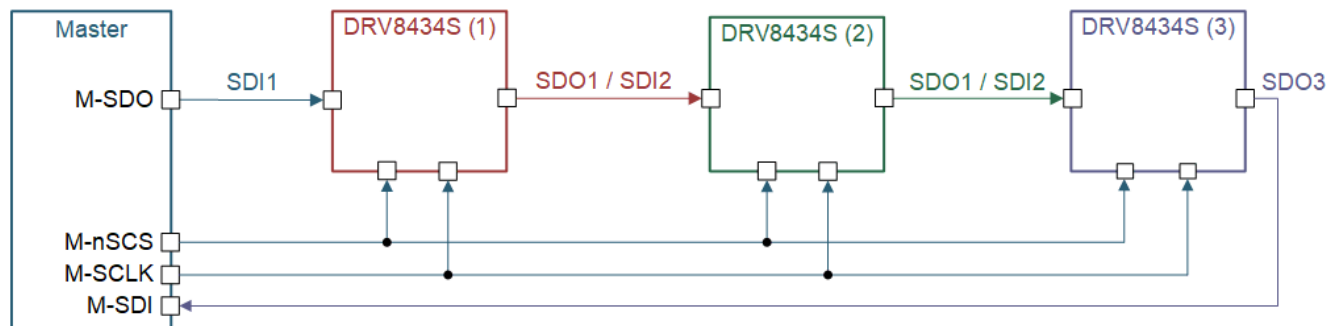 Master
DRV8434S (1)
DRV8434S (2)
DRV8434S (3)
M-SDO
SDI1
SDO1 / SDI2
SDO1 / SDI2
SDO3
M-nSCS
M-SCLK
M-SDI